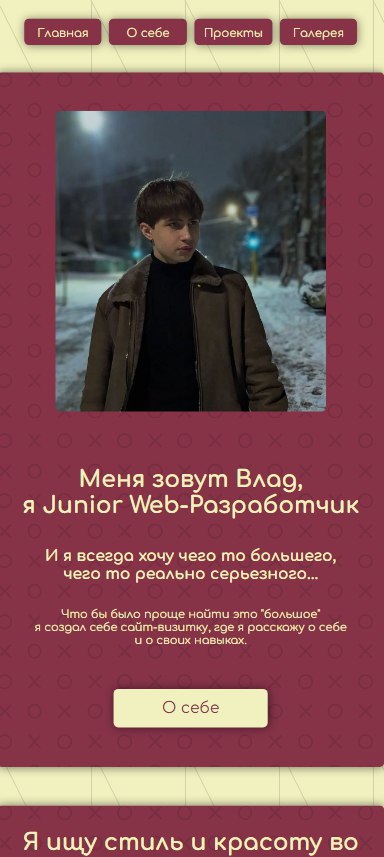 Главная О себе Проекты Галерея
Меня зовут Влад,
я Junior Web-Разработчик
И я всегда хочу чего то большего,
чего то реально серьезного...
Что бы было проще найти это "большое"
я создал себе сайт-визитку, где я расскажу о себе
и о своих навыках.
О себе
Я ищу стиль и красоту во